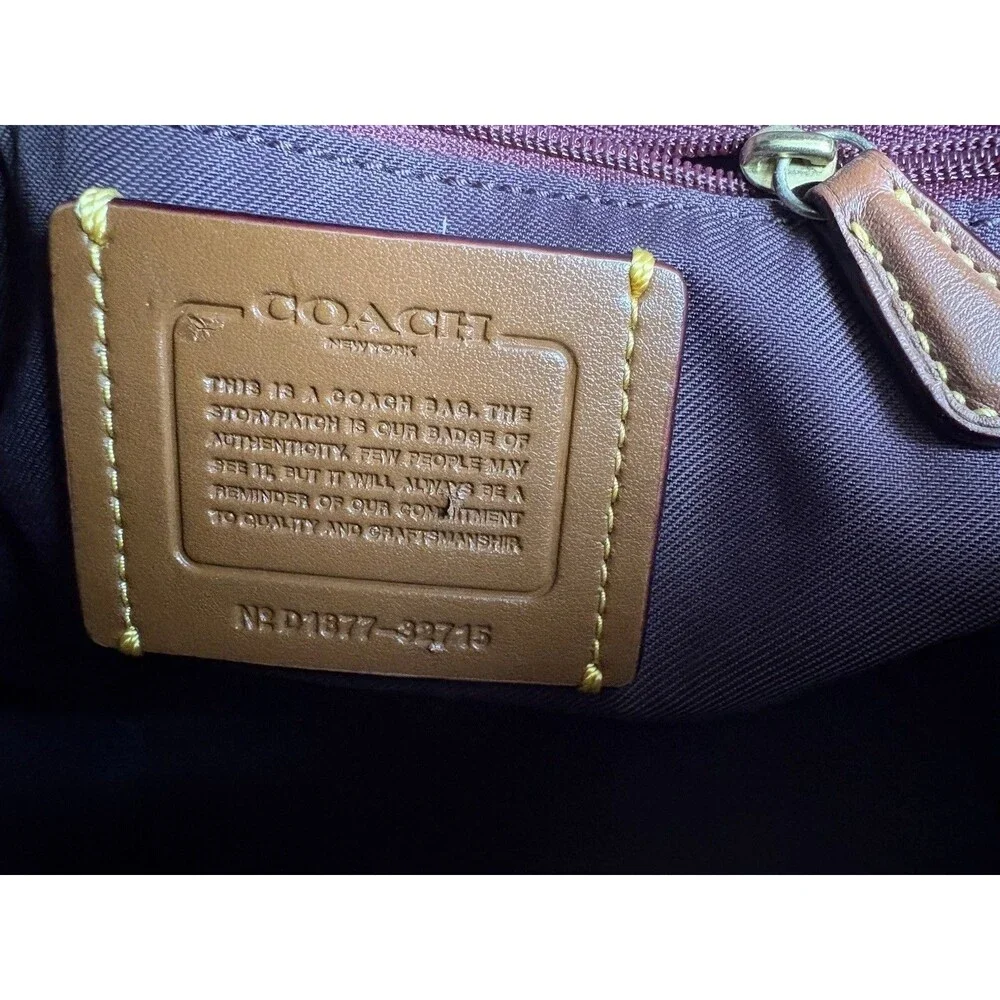 COACH
NEW YORK
THIS IS A COACH BAG. THE
STORYPATCH IS OUR BADGE OF
AUTHENTICITY. FEW PEOPLE MAY
SEE IT, BUT IT WILL ALWAYS BE A
REMINDER OF OUR COMMITMENT
TO QUALITY AND CRAFTSMANSHIP.
Nº D1877-32715